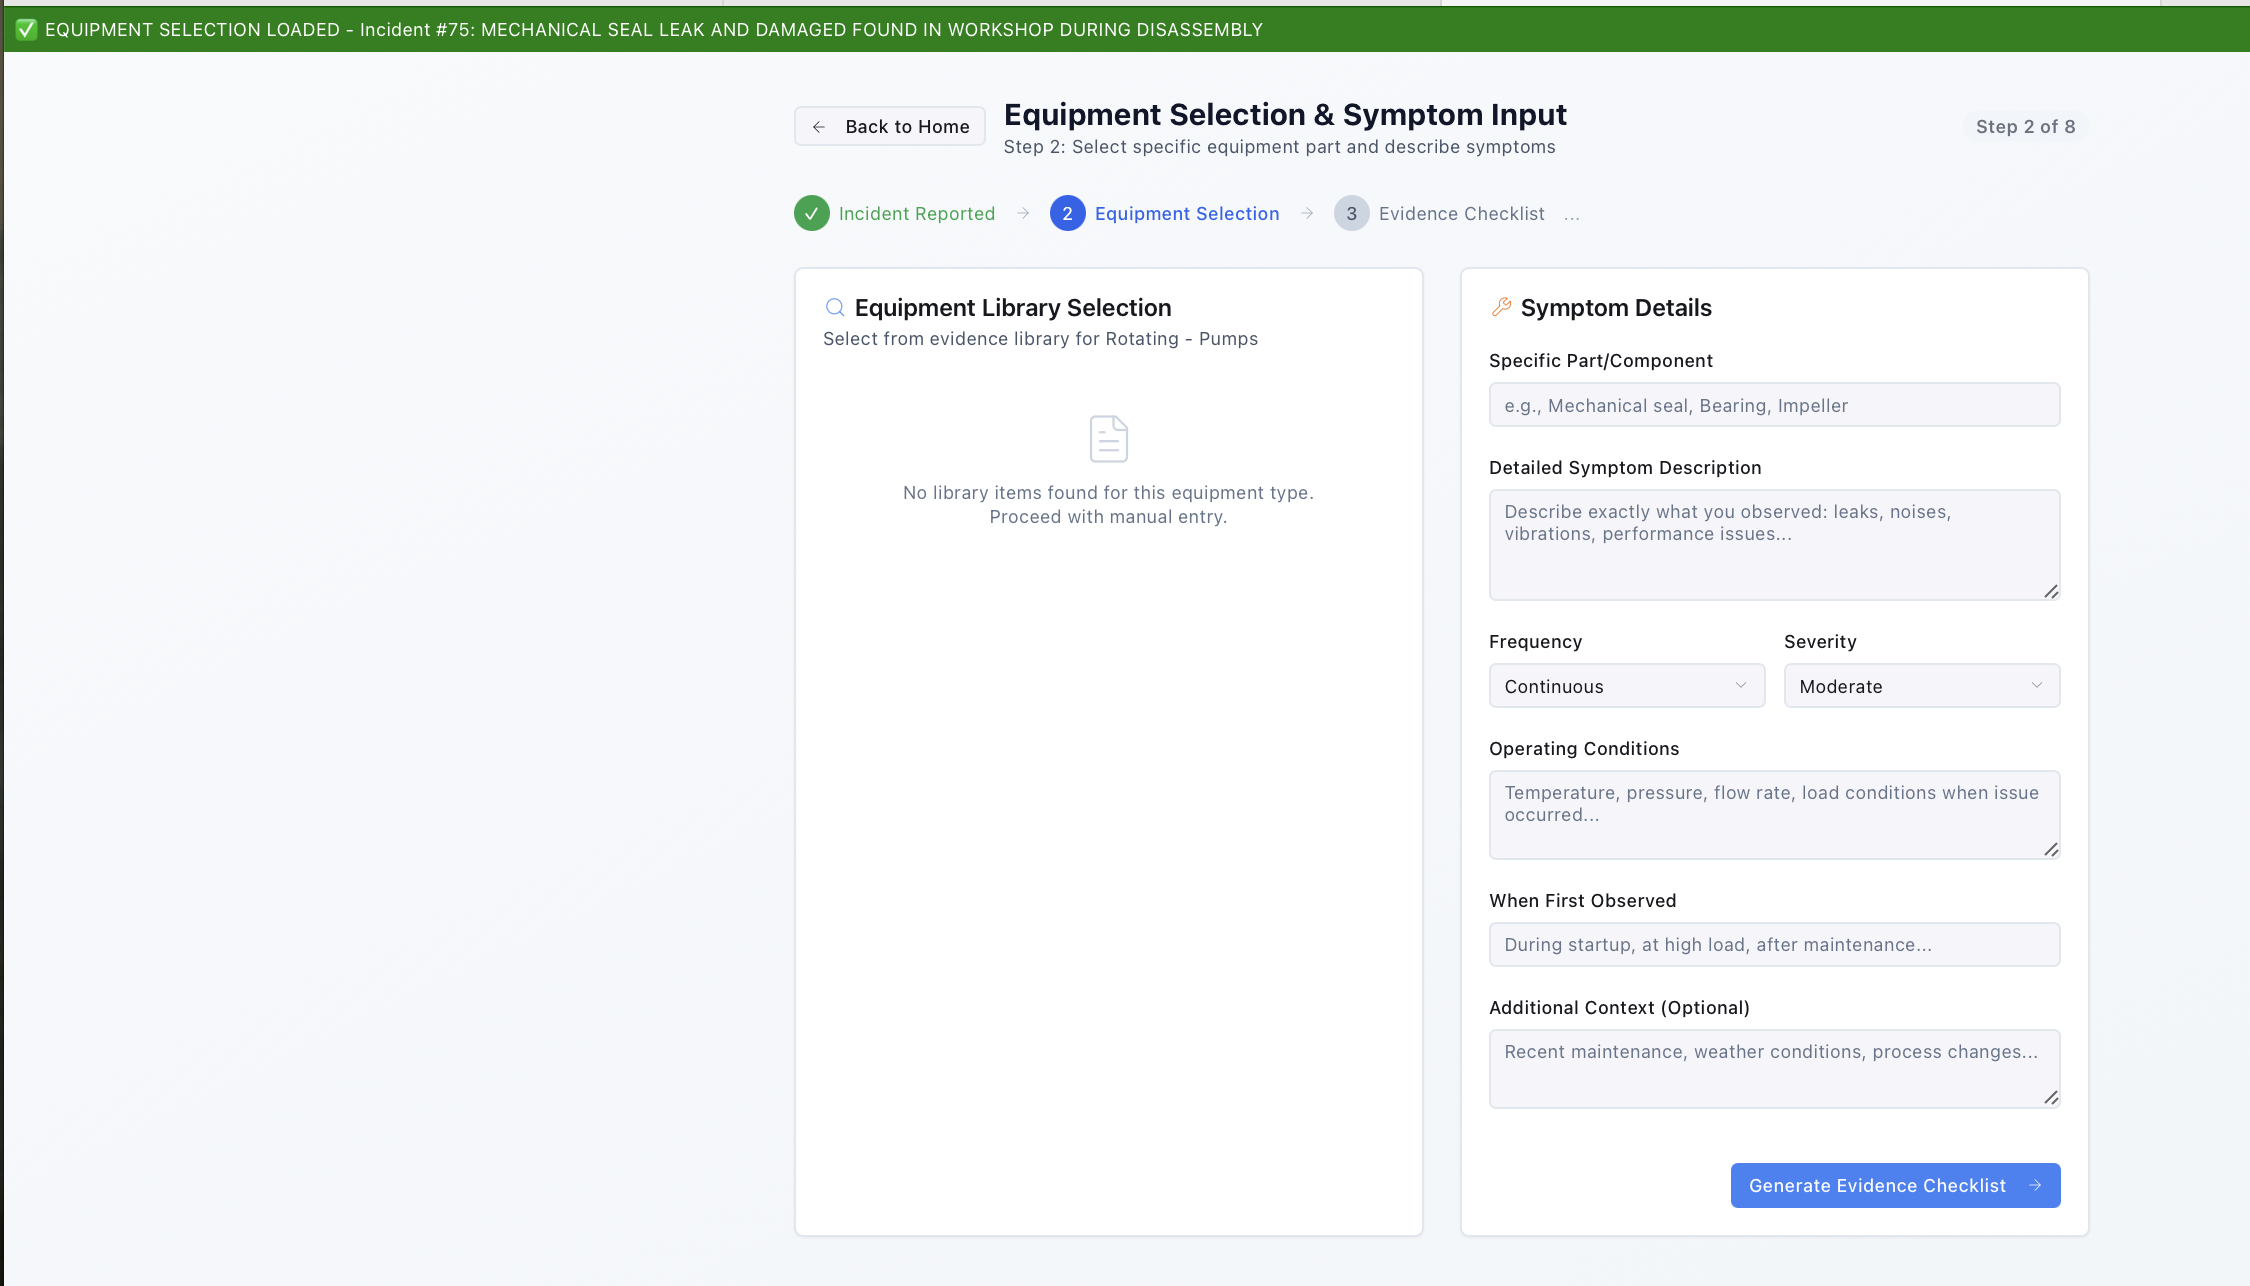 ✅ EQUIPMENT SELECTION LOADED - Incident #75: MECHANICAL SEAL LEAK AND DAMAGED FOUND IN WORKSHOP DURING DISASSEMBLY
← Back to Home
Equipment Selection & Symptom Input
Step 2: Select specific equipment part and describe symptoms
Step 2 of 8
✓ Incident Reported → 2 Equipment Selection → 3 Evidence Checklist ...
Equipment Library Selection
Select from evidence library for Rotating - Pumps
No library items found for this equipment type.
Proceed with manual entry.
Symptom Details
Specific Part/Component
e.g., Mechanical seal, Bearing, Impeller
Detailed Symptom Description
Describe exactly what you observed: leaks, noises,
vibrations, performance issues...
Frequency
Severity
Continuous
Moderate
Operating Conditions
Temperature, pressure, flow rate, load conditions when issue
occurred...
When First Observed
During startup, at high load, after maintenance...
Additional Context (Optional)
Recent maintenance, weather conditions, process changes...
Generate Evidence Checklist →